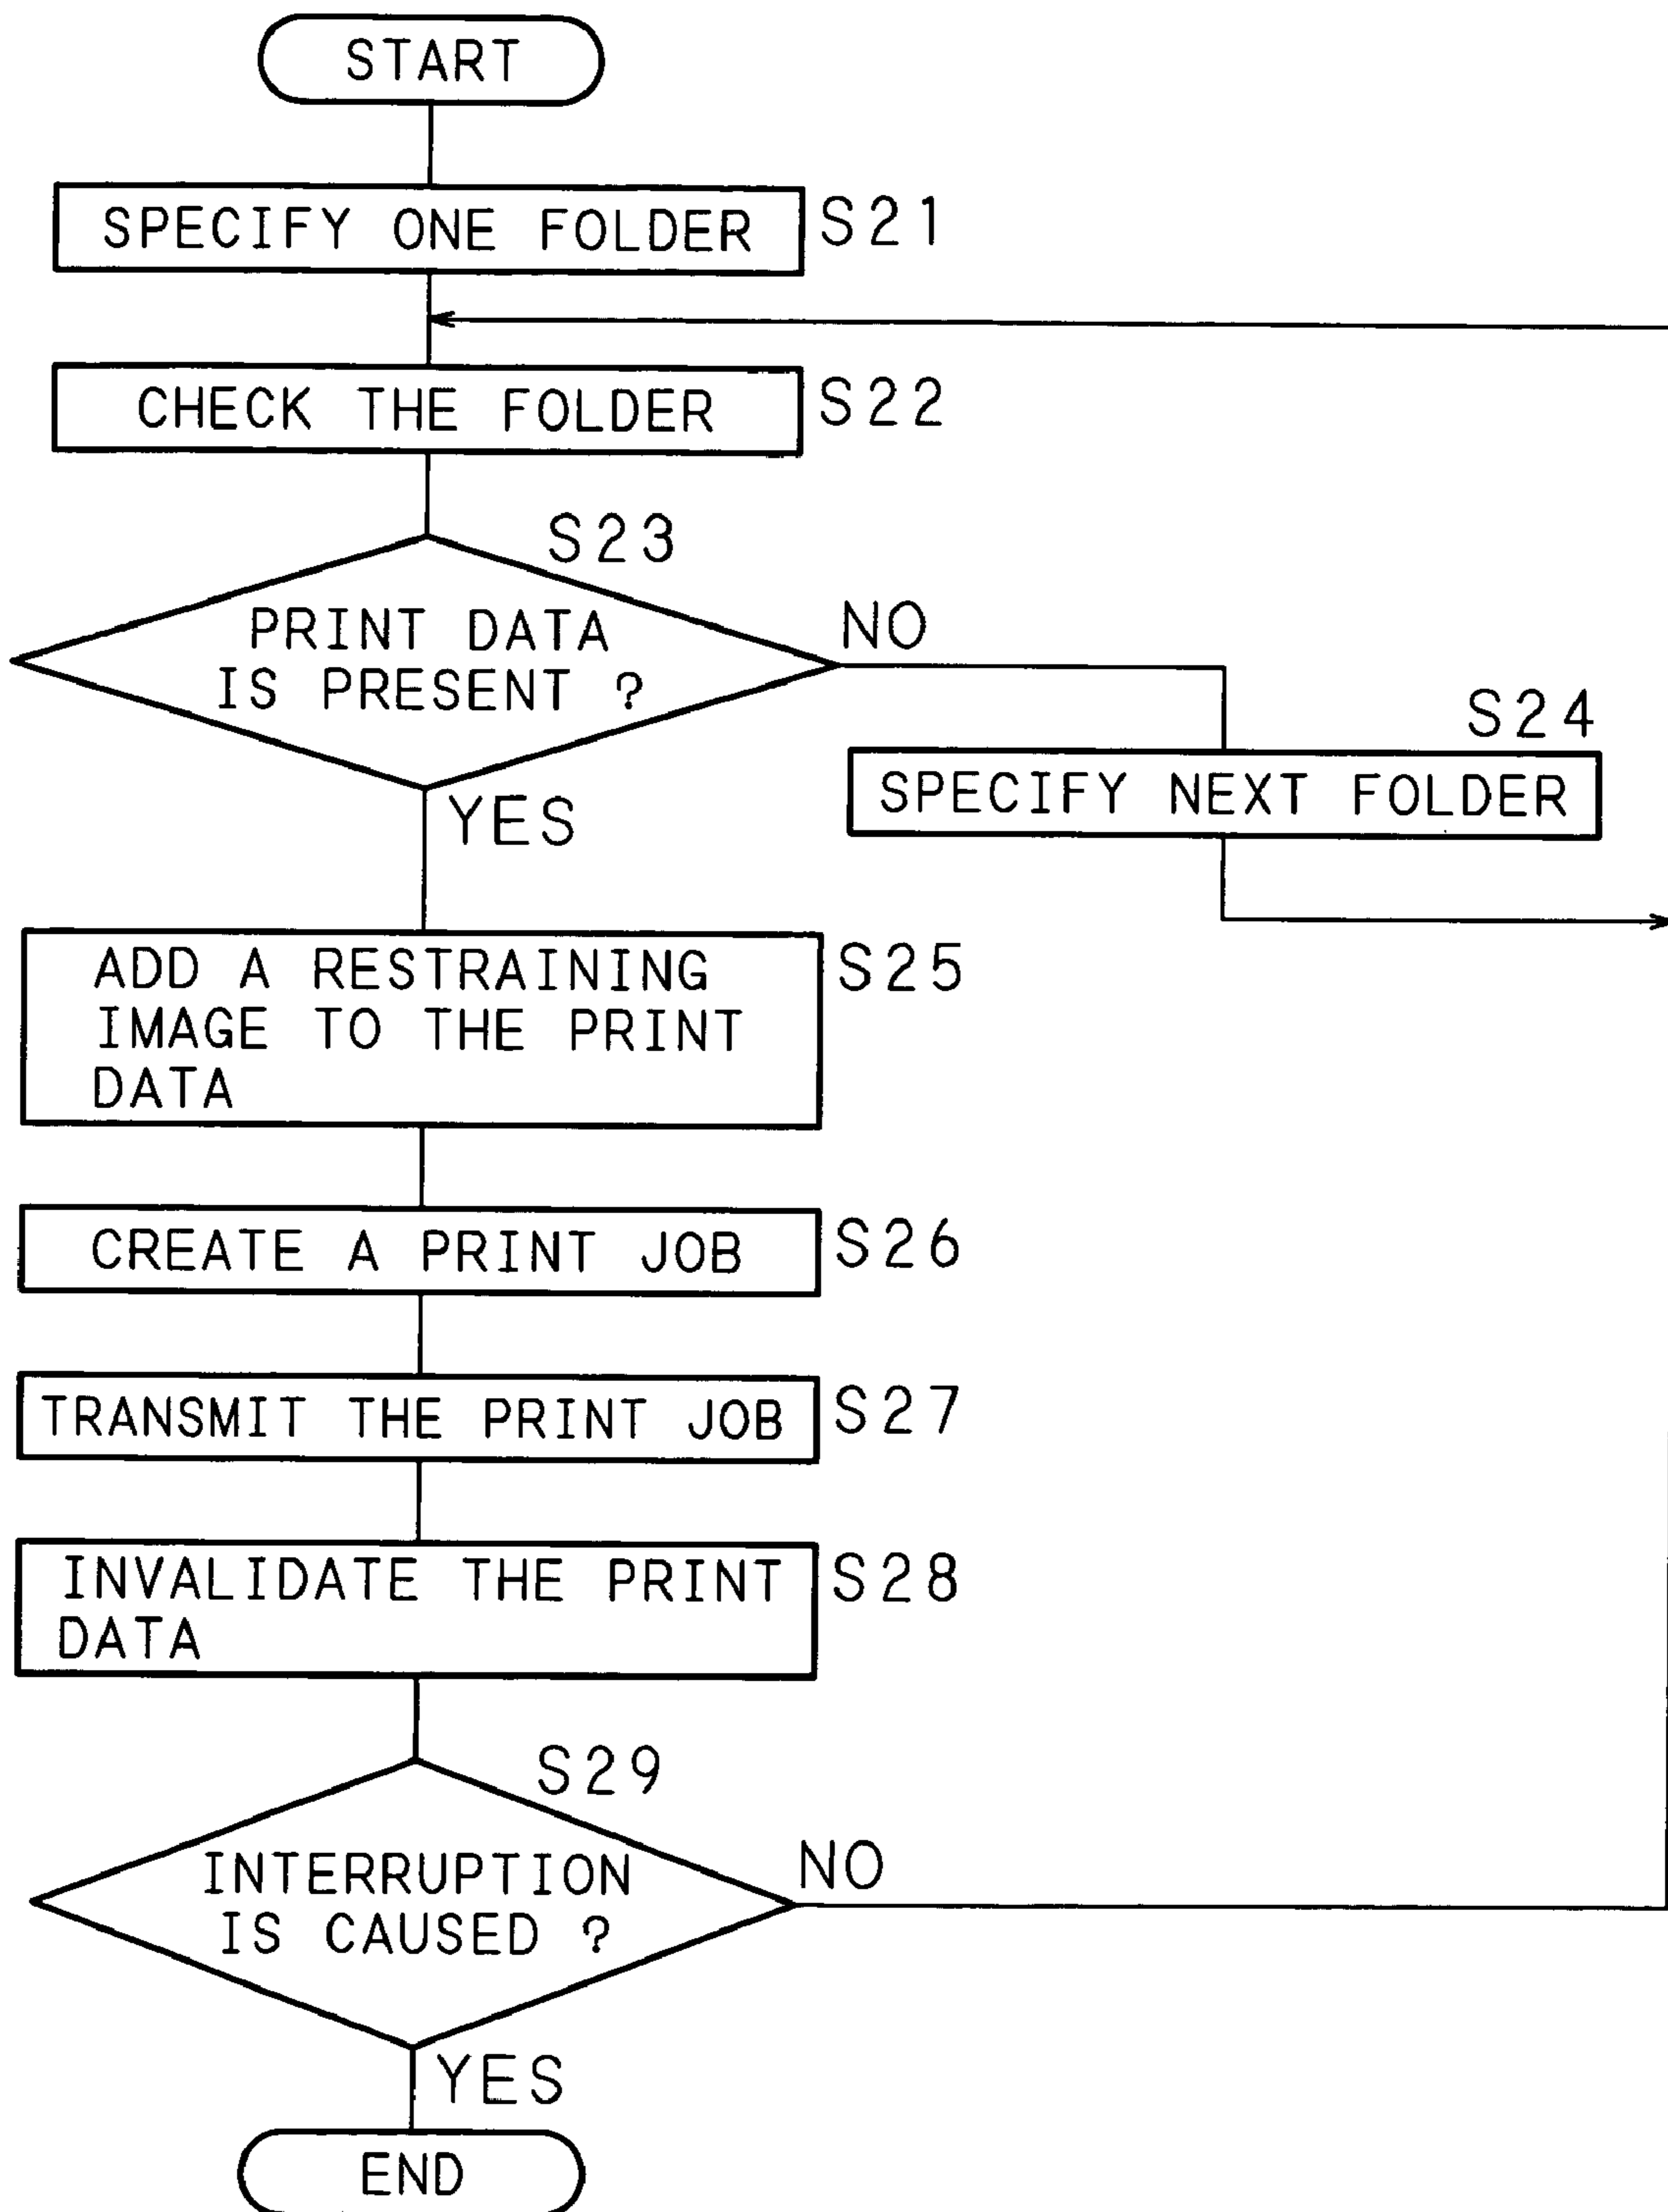 START
SPECIFY ONE FOLDER
S21
CHECK THE FOLDER
S22
S23
PRINT DATA
IS PRESENT ?
NO
S24
SPECIFY NEXT FOLDER
YES
ADD A RESTRAINING
IMAGE TO THE PRINT
DATA
S25
CREATE A PRINT JOB
S26
TRANSMIT THE PRINT JOB
S27
INVALIDATE THE PRINT
DATA
S28
S29
INTERRUPTION
IS CAUSED ?
NO
YES
END